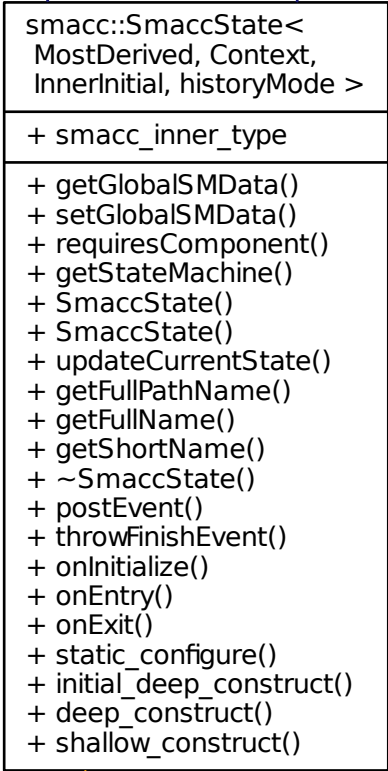 smacc::SmaccState<
MostDerived, Context,
InnerInitial, historyMode >
+ smacc_inner_type
+ getGlobalSMData()
+ setGlobalSMData()
+ requiresComponent()
+ getStateMachine()
+ SmaccState()
+ SmaccState()
+ updateCurrentState()
+ getFullPathName()
+ getFullName()
+ getShortName()
+ ~SmaccState()
+ postEvent()
+ throwFinishEvent()
+ onInitialize()
+ onEntry()
+ onExit()
+ static_configure()
+ initial_deep_construct()
+ deep_construct()
+ shallow_construct()